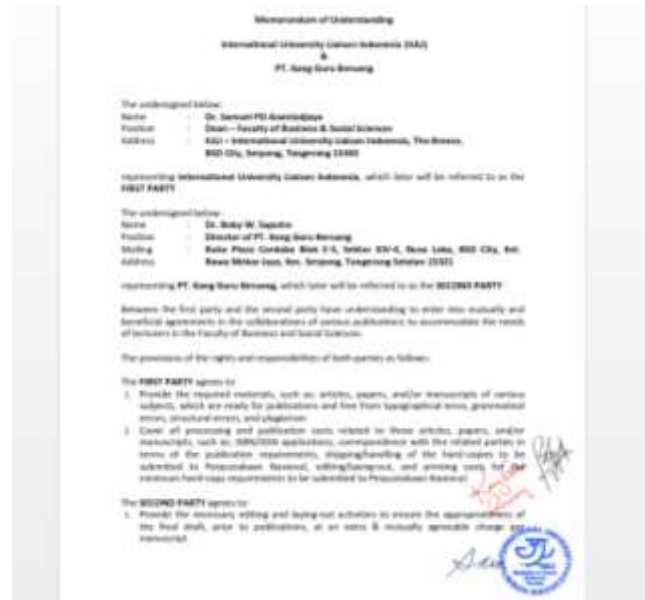 Memorandum of Understanding
International University Liaison Indonesia (IULI)
&
PT. Kang Guru Beruang
The undersigned below:
Name : Dr. Samuel PD Anantadjaya
Position : Dean – Faculty of Business & Social Sciences
Address : IULI – International University Liaison Indonesia, The Breeze,
BSD City, Serpong, Tangerang 15345
representing International University Liaison Indonesia, which later will be referred to as the
FIRST PARTY
The undersigned below:
Name : Dr. Boby W. Saputro
Position : Director of PT. Kang Guru Beruang
Mailing : Ruko Plaza Cordoba Blok Sektor XIV-6, Nusa Loka, BSD City, Kel.
Address Rawa Mekar Jaya, Kec. Serpong, Tangerang Selatan
representing PT. Kang Guru Beruang, which later will be referred to as the SECOND PARTY
Between the first party and the second party have understanding to enter into mutually and
beneficial agreements in the collaborations of various publications to accommodate the needs
of lecturers in the Faculty of Business and Social Sciences.
The provisions of the rights and responsibilities of both parties as follows:
The FIRST PARTY agrees to
1. Provide the required materials, such as: articles, papers, and/or manuscripts of various
subjects, which are ready for publications and free from typographical error, grammatical
errors, structural errors, and plagiarism
2. Cover all processing and publication costs related to those articles, papers, and/or
manuscripts, such as: ISBN/ISSN applications, correspondence with the related parties in
terms of the publication requirements, shipping/handling of the hard-copies to be
submitted to Perpustakaan Nasional, editing/laying-out, and printing costs for the
minimum hard-copy requirements to be submitted to Perpustakaan Nasional
The SECOND PARTY agrees to
1. Provide the necessary editing and laying-out activities to ensure the appropriateness of
the final draft, prior to publications, at an extra & mutually agreeable charge per
manuscript.